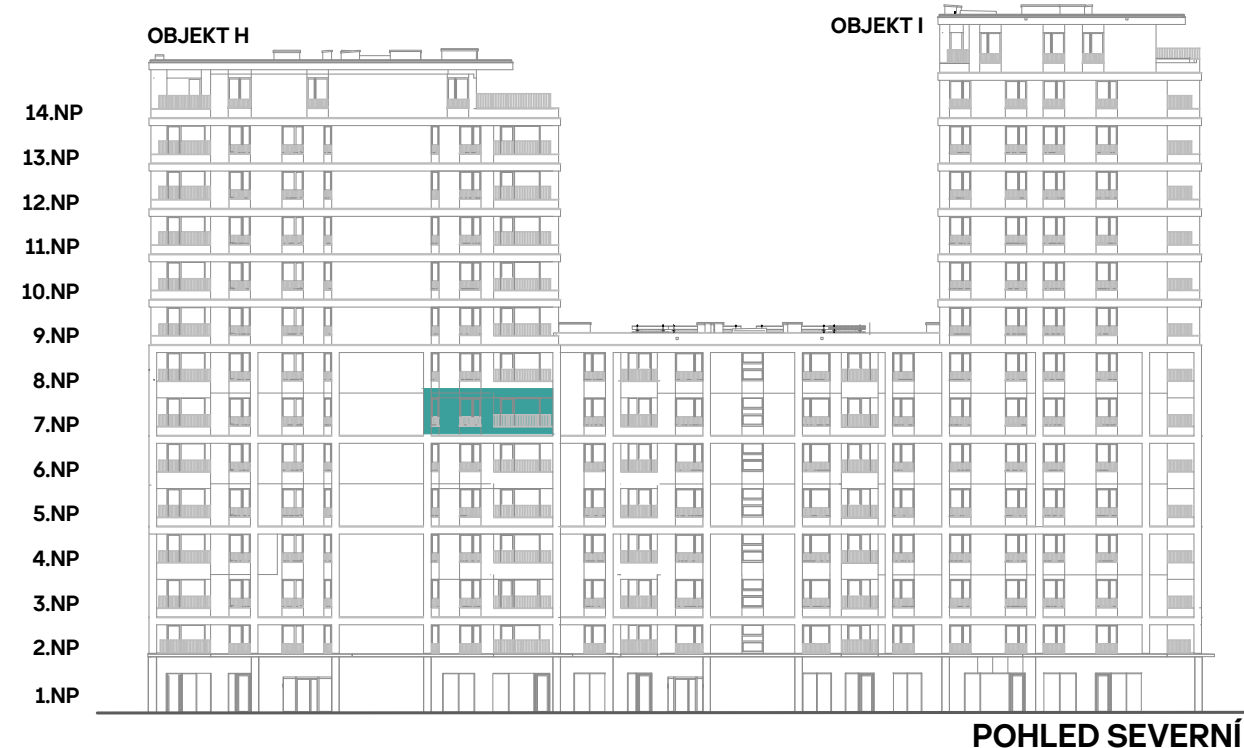 OBJEKT H
OBJEKT I
14.NP
13.NP
12.NP
11.NP
10.NP
9.NP
8.NP
7.NP
6.NP
5.NP
4.NP
3.NP
2.NP
1.NP
POHLED SEVERNÍ